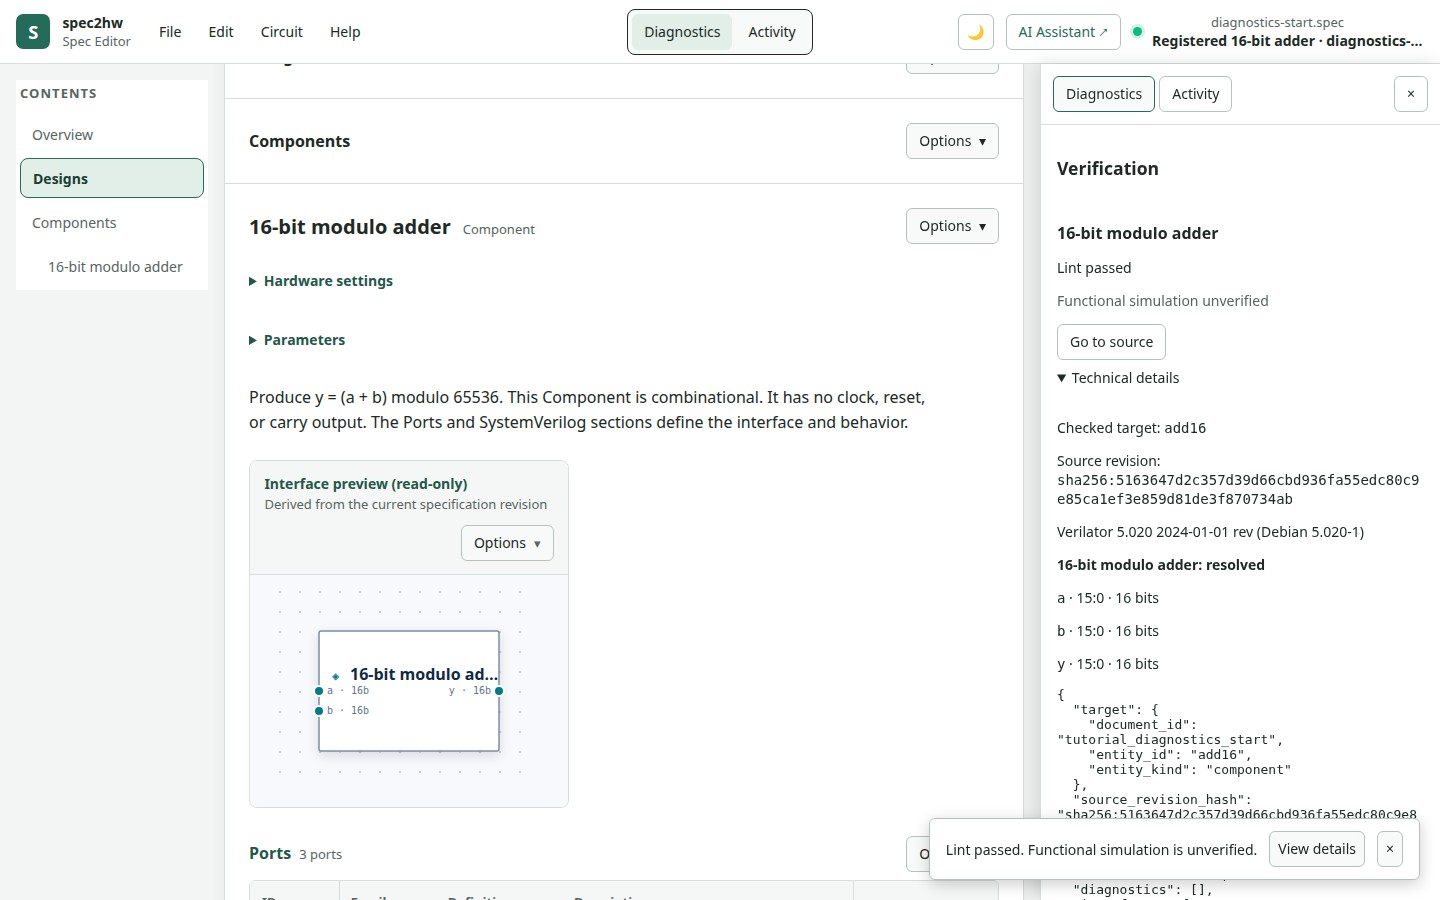 S
spec2hw
Spec Editor
File
Edit
Circuit
Help
Diagnostics
Activity
AI Assistant ↗
diagnostics-start.spec
Registered 16-bit adder · diagnostics-...
CONTENTS
Overview
Designs
Components
16-bit modulo adder
Components
Options ▾
16-bit modulo adder Component
Options ▾
Hardware settings
Parameters
Produce y = (a + b) modulo 65536. This Component is combinational. It has no clock, reset,
or carry output. The Ports and SystemVerilog sections define the interface and behavior.
Interface preview (read-only)
Derived from the current specification revision
Options ▾
16-bit modulo ad...
a · 16b
y · 16b
b · 16b
Ports 3 ports
Diagnostics
Activity
×
Verification
16-bit modulo adder
Lint passed
Functional simulation unverified
Go to source
Technical details
Checked target: add16
Source revision:
sha256:5163647d2c357d39d66cbd936fa55edc80c9
e85ca1ef3e859d81de3f870734ab
Verilator 5.020 2024-01-01 rev (Debian 5.020-1)
16-bit modulo adder: resolved
a · 15:0 · 16 bits
b · 15:0 · 16 bits
y · 15:0 · 16 bits
{
"target": {
"document_id":
"tutorial_diagnostics_start",
"entity_id": "add16",
"entity_kind": "component"
},
"source_revision_hash":
"sha256:5163647d2c357d39d66cbd936fa55edc80c9e8
Lint passed. Functional simulation is unverified.
View details
×
"diagnostics": [],